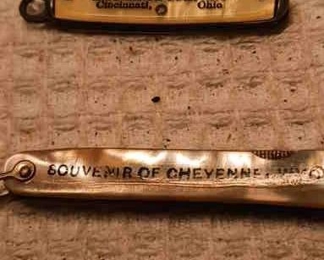 Cincinnati, Ohio
SOUVENIR OF CHEYENNE